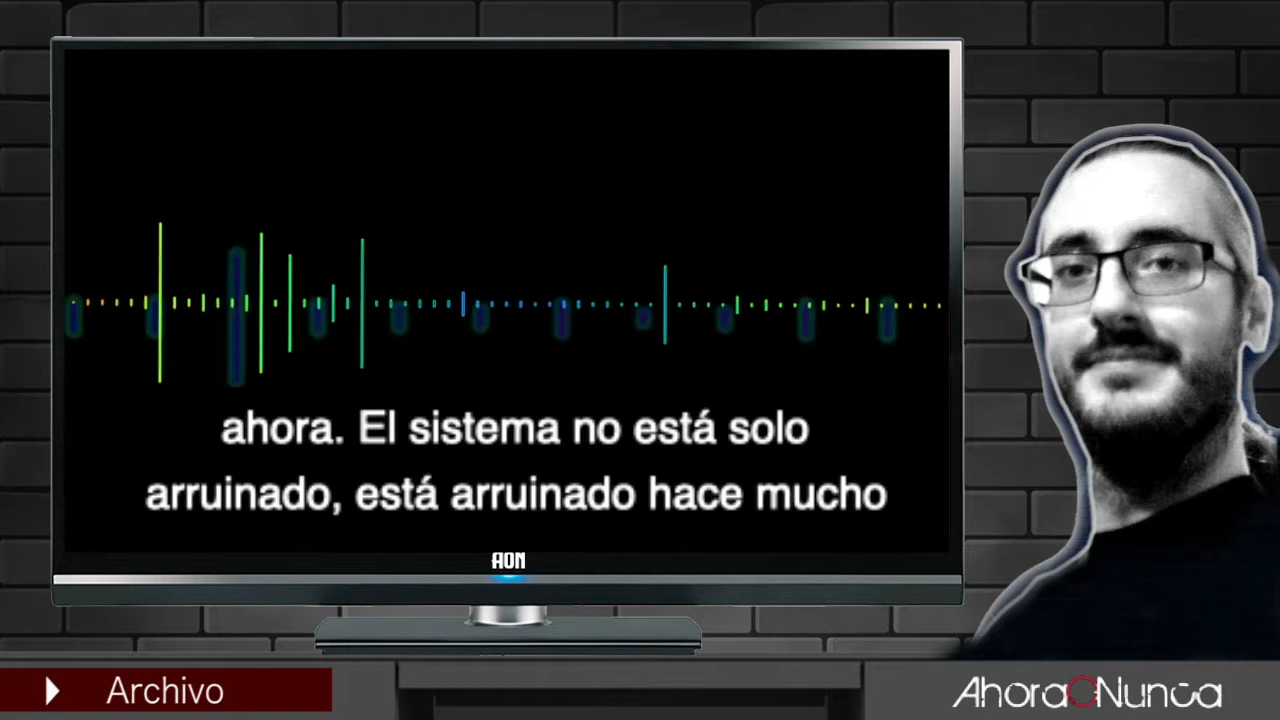 ahora. El sistema no está solo
arruinado, está arruinado hace mucho
AON
Archivo
AhoraONunca